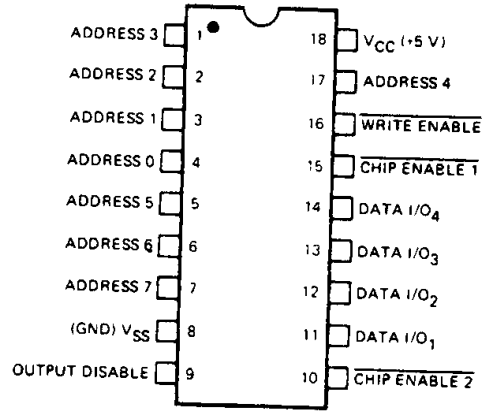 ADDRESS 3 1
ADDRESS 2 2
ADDRESS 1 3
ADDRESS 0 4
ADDRESS 5 5
ADDRESS 6 6
ADDRESS 7 7
(GND) VSS 8
OUTPUT DISABLE 9
18 VCC (+5 V)
17 ADDRESS 4
16 WRITE ENABLE
15 CHIP ENABLE 1
14 DATA I/O4
13 DATA I/O3
12 DATA I/O2
11 DATA I/O1
10 CHIP ENABLE 2